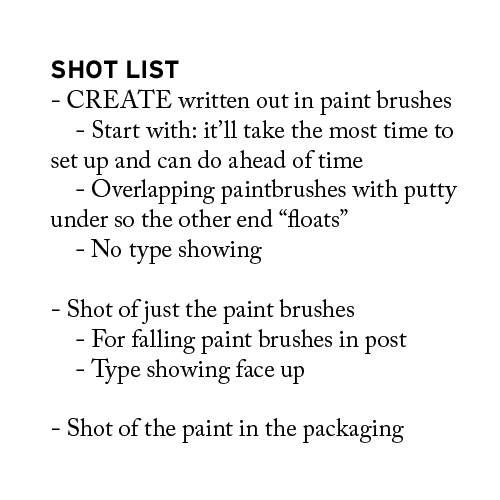 SHOT LIST
- CREATE written out in paint brushes
- Start with: it’ll take the most time to
set up and can do ahead of time
- Overlapping paintbrushes with putty
under so the other end “floats”
- No type showing
- Shot of just the paint brushes
- For falling paint brushes in post
- Type showing face up
- Shot of the paint in the packaging